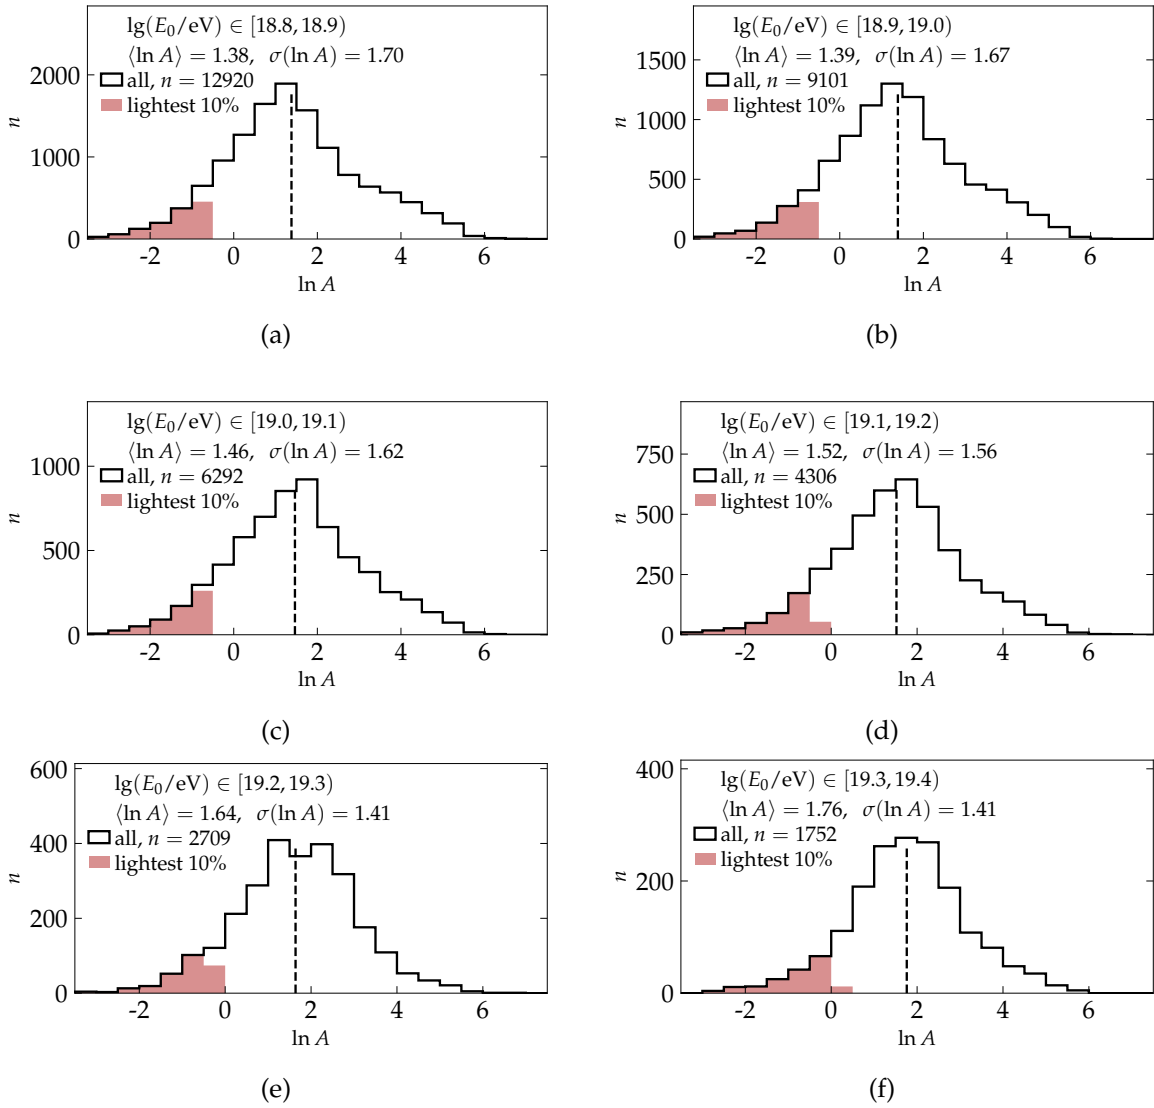 lg(E₀/eV) ∈ [18.8, 18.9)
⟨ln A⟩ = 1.38, σ(ln A) = 1.70
all, n = 12920
lightest 10%
2000
1000
0
n
-2 0 2 4 6
ln A
(a)
lg(E₀/eV) ∈ [18.9, 19.0)
⟨ln A⟩ = 1.39, σ(ln A) = 1.67
all, n = 9101
lightest 10%
1500
1000
500
0
n
-2 0 2 4 6
ln A
(b)
lg(E₀/eV) ∈ [19.0, 19.1)
⟨ln A⟩ = 1.46, σ(ln A) = 1.62
all, n = 6292
lightest 10%
1000
500
0
n
-2 0 2 4 6
ln A
(c)
lg(E₀/eV) ∈ [19.1, 19.2)
⟨ln A⟩ = 1.52, σ(ln A) = 1.56
all, n = 4306
lightest 10%
750
500
250
0
n
-2 0 2 4 6
ln A
(d)
lg(E₀/eV) ∈ [19.2, 19.3)
⟨ln A⟩ = 1.64, σ(ln A) = 1.41
all, n = 2709
lightest 10%
600
400
200
0
n
-2 0 2 4 6
ln A
(e)
lg(E₀/eV) ∈ [19.3, 19.4)
⟨ln A⟩ = 1.76, σ(ln A) = 1.41
all, n = 1752
lightest 10%
400
200
0
n
-2 0 2 4 6
ln A
(f)